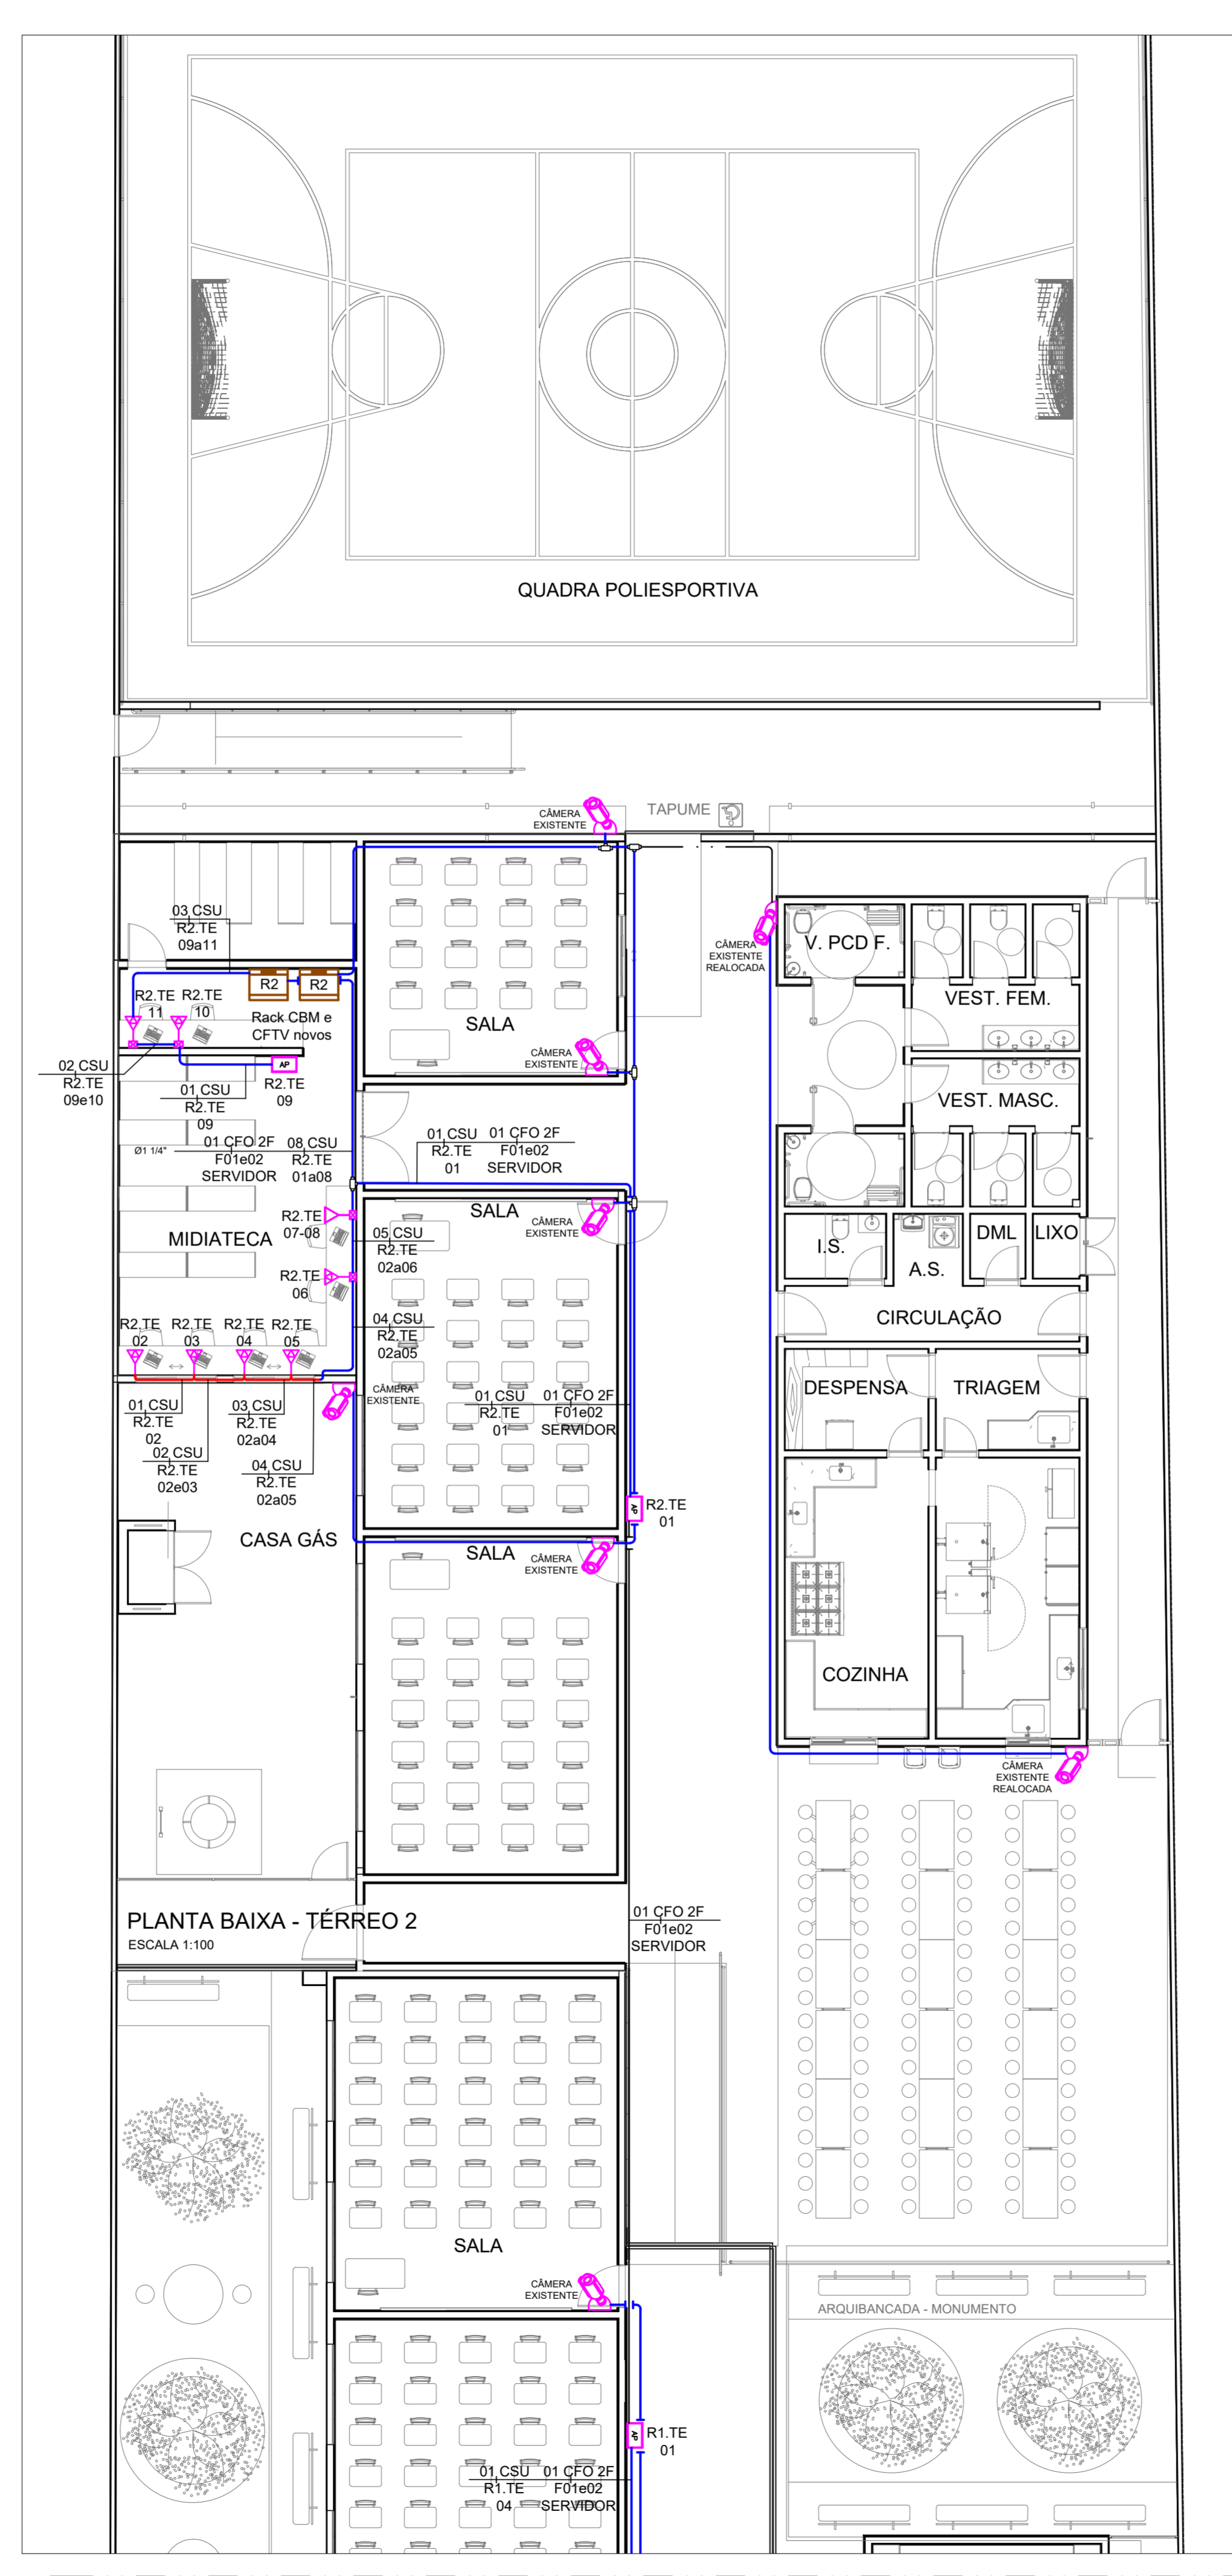 QUADRA POLIESPORTIVA
TAPUME
CÂMERA
EXISTENTE
03 CSU
R2.TE
09a11
R2
R2
R2.TE
11
R2.TE
10
Rack CBM e
CFTV novos
SALA
CÂMERA
EXISTENTE
REALOCADA
V. PCD F.
VEST. FEM.
CÂMERA
EXISTENTE
02 CSU
R2.TE
09e10
AP
R2.TE
09
01 CSU
R2.TE
09
VEST. MASC.
Ø1 1/4"
01 CFO 2F
F01e02
SERVIDOR
08 CSU
R2.TE
01a08
01 CSU
R2.TE
01
01 CFO 2F
F01e02
SERVIDOR
R2.TE
07-08
MIDIATECA
SALA
CÂMERA
EXISTENTE
05 CSU
R2.TE
02a06
I.S.
A.S.
DML
LIXO
R2.TE
06
CIRCULAÇÃO
R2.TE
02
R2.TE
03
R2.TE
04
R2.TE
05
04 CSU
R2.TE
02a05
CÂMERA
EXISTENTE
DESPENSA
TRIAGEM
01 CSU
R2.TE
02
03 CSU
R2.TE
02a04
01 CSU
R2.TE
01
01 CFO 2F
F01e02
SERVIDOR
02 CSU
R2.TE
02e03
04 CSU
R2.TE
02a05
AP
R2.TE
01
CASA GÁS
SALA
CÂMERA
EXISTENTE
COZINHA
CÂMERA
EXISTENTE
REALOCADA
PLANTA BAIXA - TÉRREO 2
ESCALA 1:100
01 CFO 2F
F01e02
SERVIDOR
SALA
CÂMERA
EXISTENTE
ARQUIBANCADA - MONUMENTO
AP
R1.TE
01
01 CSU
R1.TE
04
01 CFO 2F
F01e02
SERVIDOR